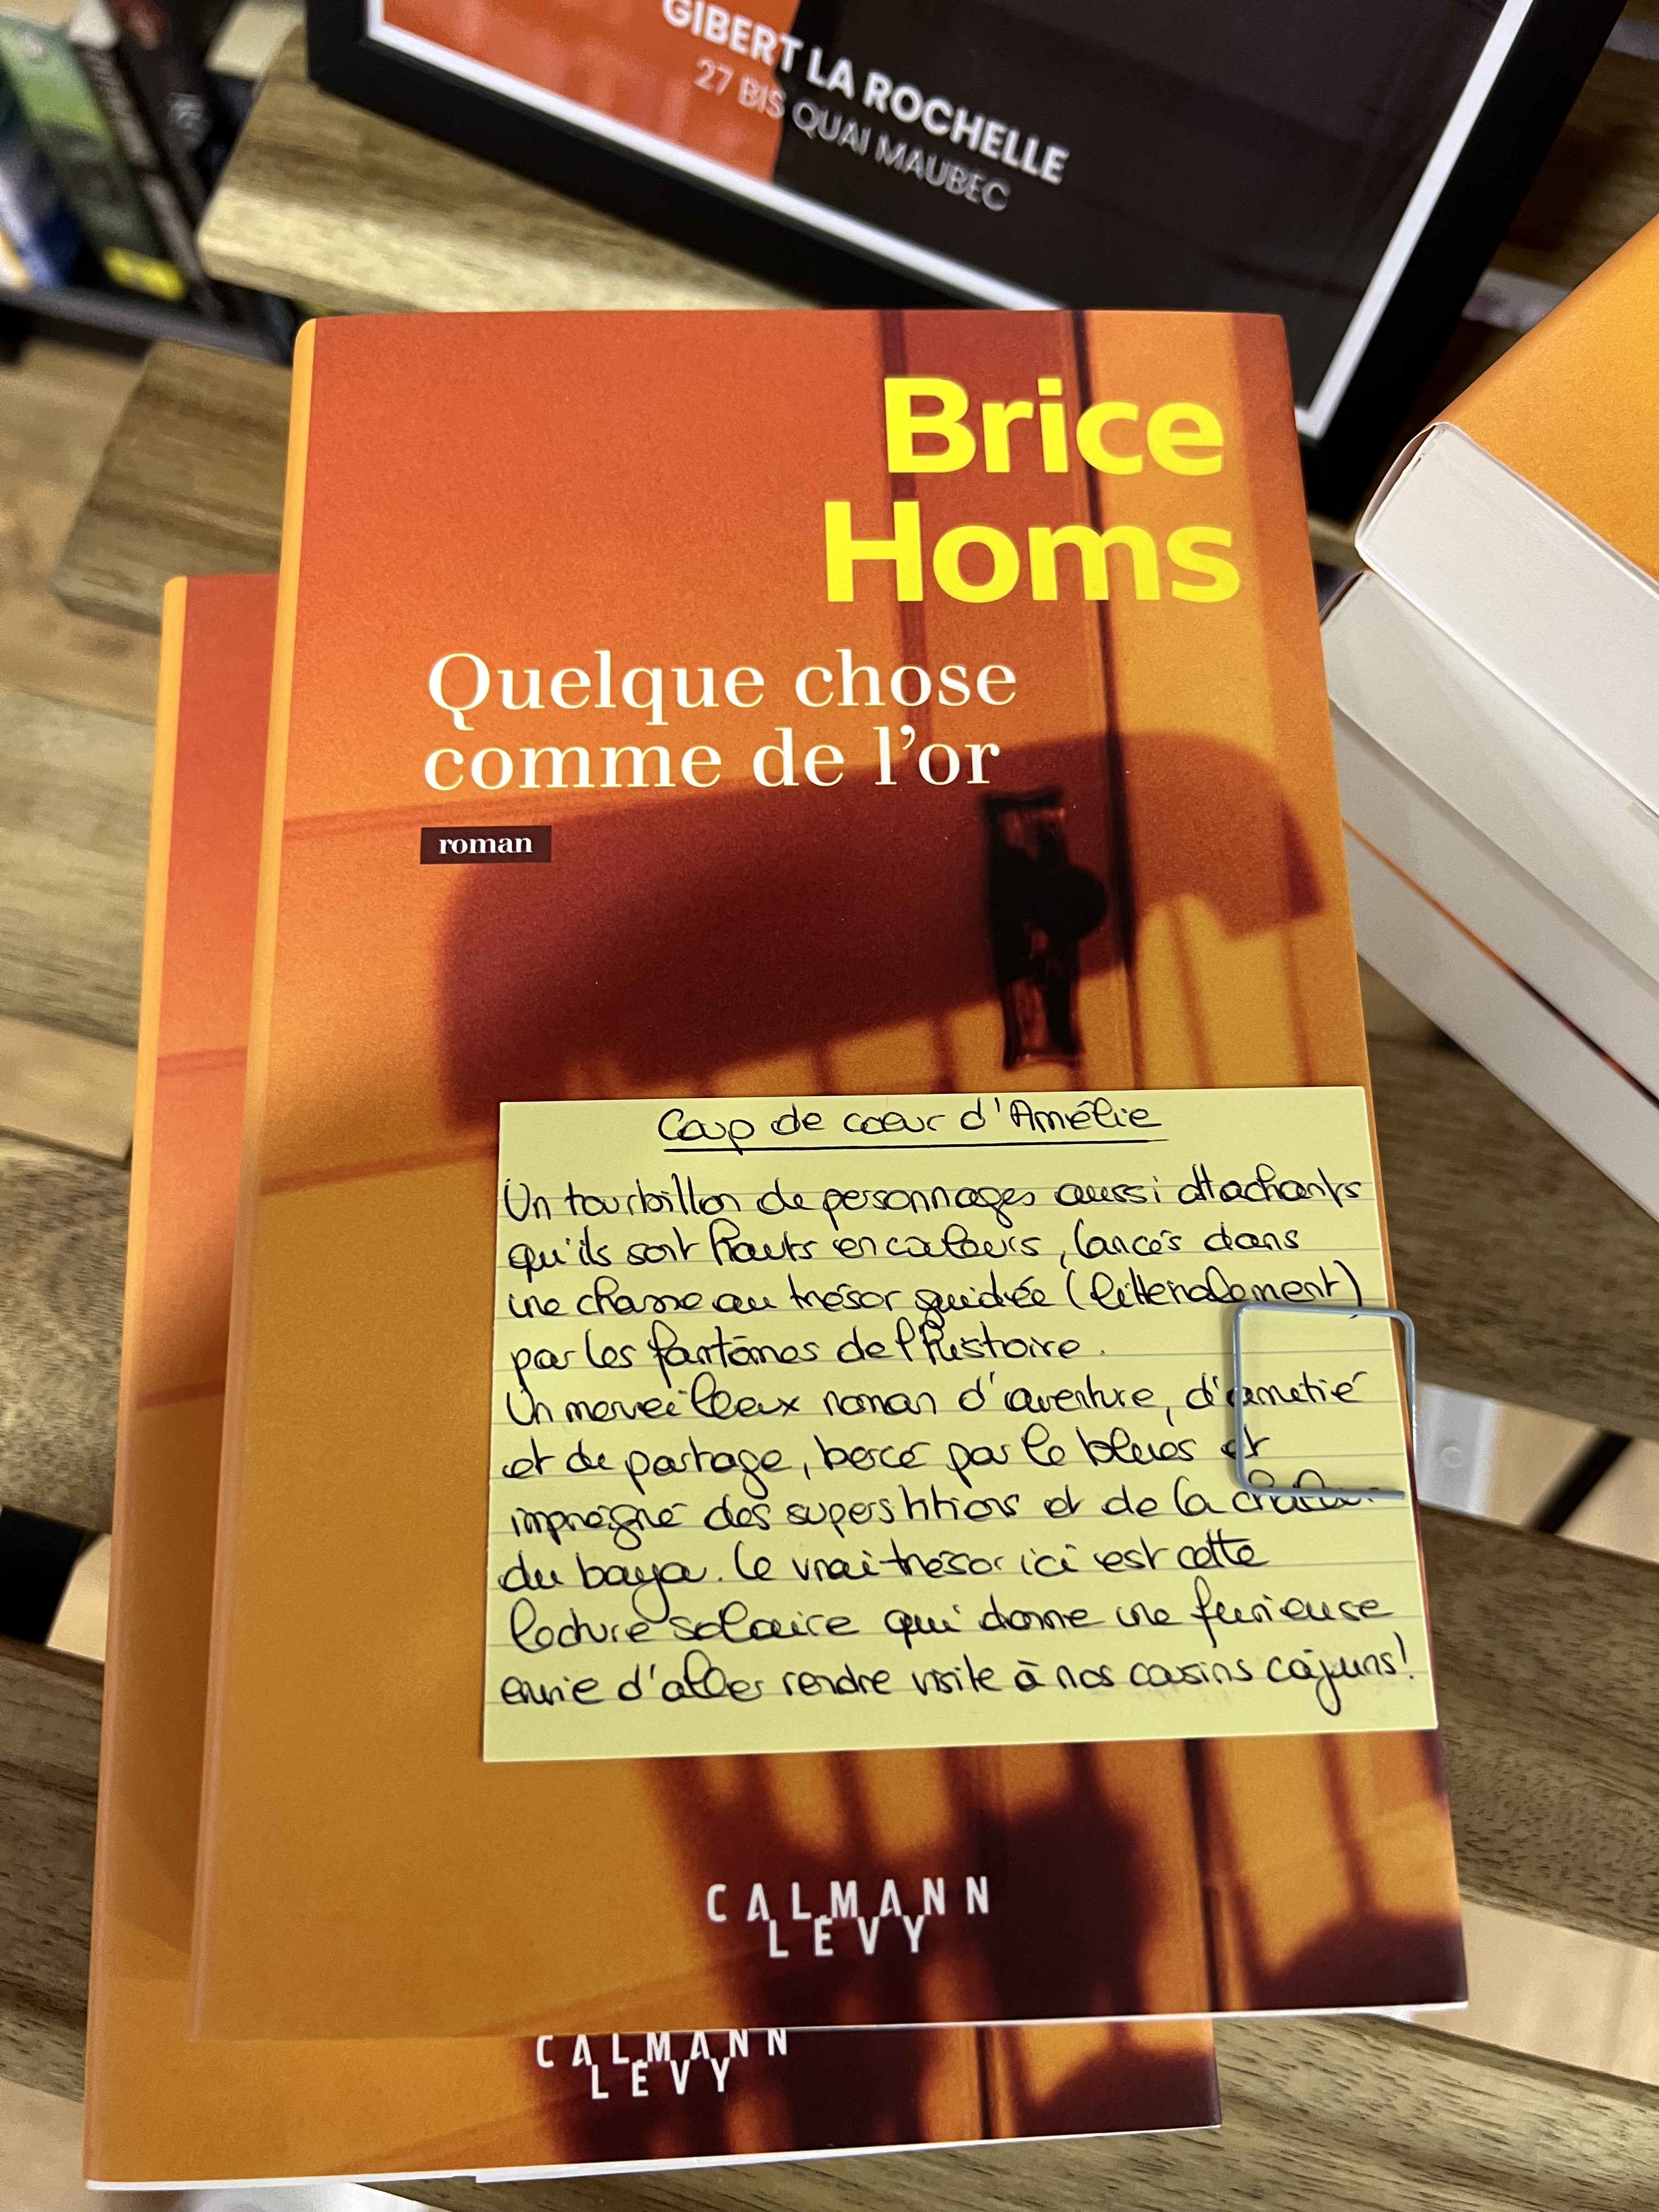 GIBERT LA ROCHELLE
27 BIS QUAI MAUBEC
Brice
Homs
Quelque chose
comme de l'or
roman
Coup de cœur d'Amélie
Un tourbillon de personnages aussi attachants
qu'ils sont hauts en couleurs, lancés dans
une chasse au trésor guidée (littéralement)
par les fantômes de l'histoire.
Un merveilleux roman d'aventure, d'amitié
et de partage, bercé par le blues et
imprégné des superstitions et de la chaleur
du bayou. Le vrai trésor ici est cette
lecture solaire qui donne une furieuse
envie d'aller rendre visite à nos cousins cajuns!
CALMANN
LÉVY
CALMANN
LÉVY